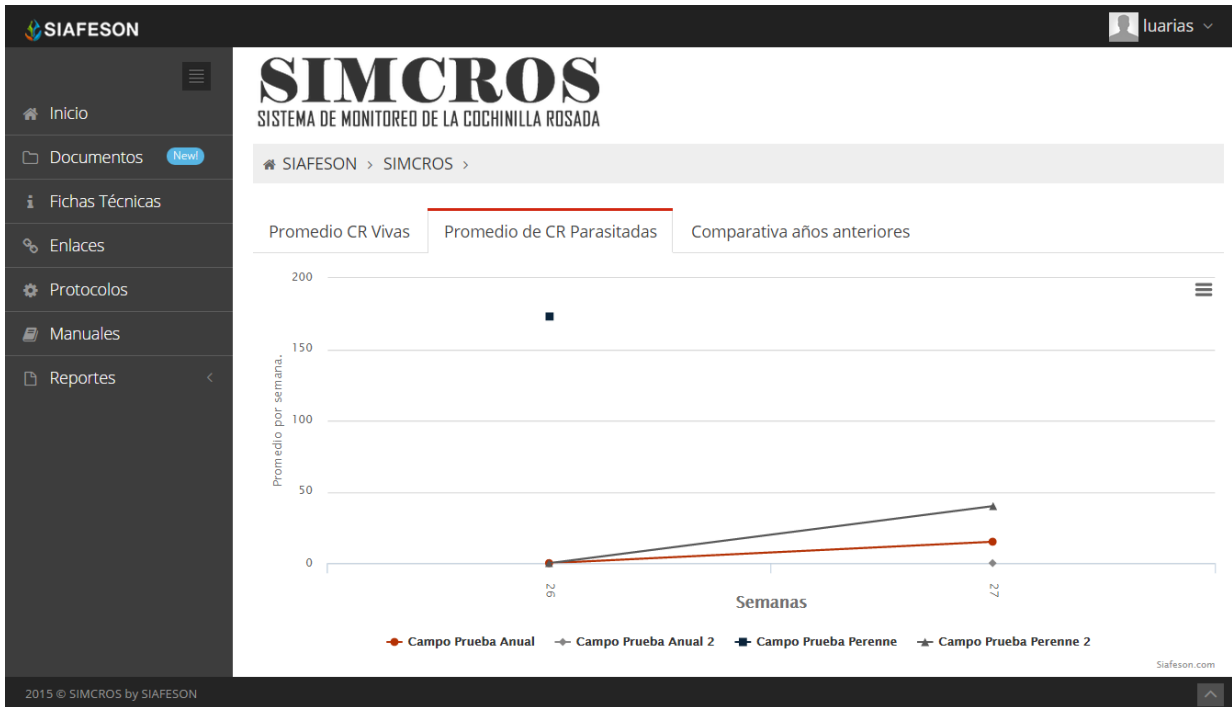 SIAFESON
luarias
Inicio
Documentos New!
Fichas Técnicas
Enlaces
Protocolos
Manuales
Reportes
SIMCROS
SISTEMA DE MONITOREO DE LA COCHINILLA ROSADA
SIAFESON > SIMCROS >
Promedio CR Vivas Promedio de CR Parasitadas Comparativa años anteriores
200
150
100
50
0
Promedio por semana.
26 27
Semanas
Campo Prueba Anual Campo Prueba Anual 2 Campo Prueba Perenne Campo Prueba Perenne 2
Siafeson.com
2015 © SIMCROS by SIAFESON